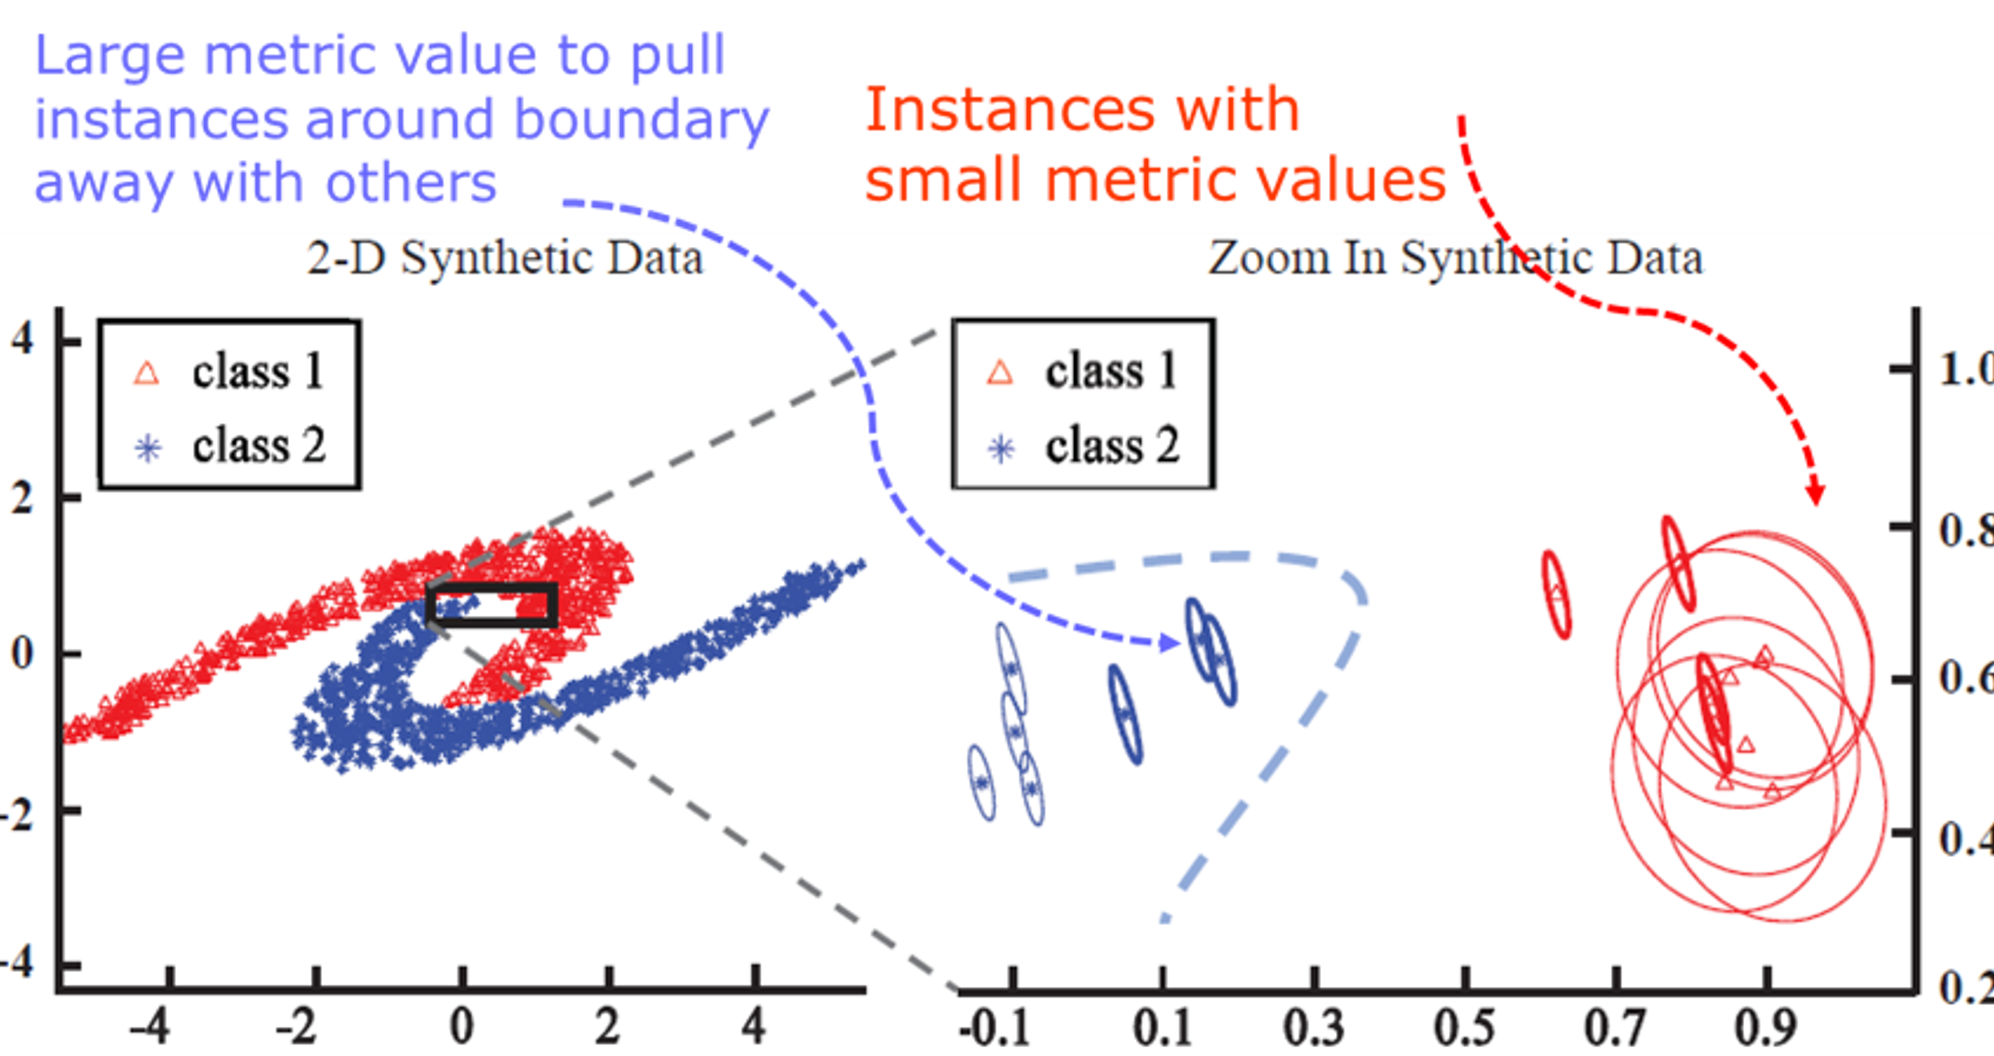 Large metric value to pull
instances around boundary
away with others
Instances with
small metric values
2-D Synthetic Data
Zoom In Synthetic Data
class 1
class 2
class 1
class 2
4
2
0
-2
-4
-4
-2
0
2
4
1.0
0.8
0.6
0.4
0.2
-0.1
0.1
0.3
0.5
0.7
0.9